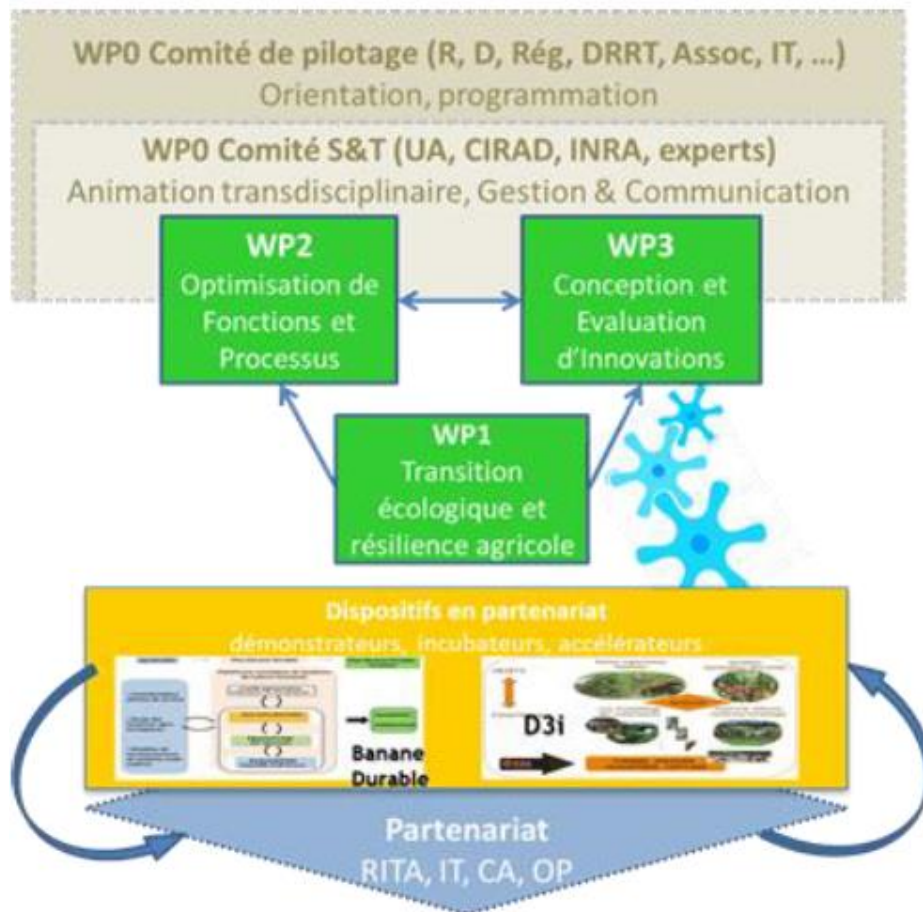 WP0 Comité de pilotage (R, D, Rég, DRRT, Assoc, IT, ...)
Orientation, programmation
WP0 Comité S&T (UA, CIRAD, INRA, experts)
Animation transdisciplinaire, Gestion & Communication
WP2
Optimisation de
Fonctions et
Processus
WP3
Conception et
Evaluation
d'Innovations
WP1
Transition
écologique et
résilience agricole
Dispositifs en partenariat
démonstrateurs, incubateurs, accélérateurs
Banane
Durable
D3i
Partenariat
RITA, IT, CA, OP